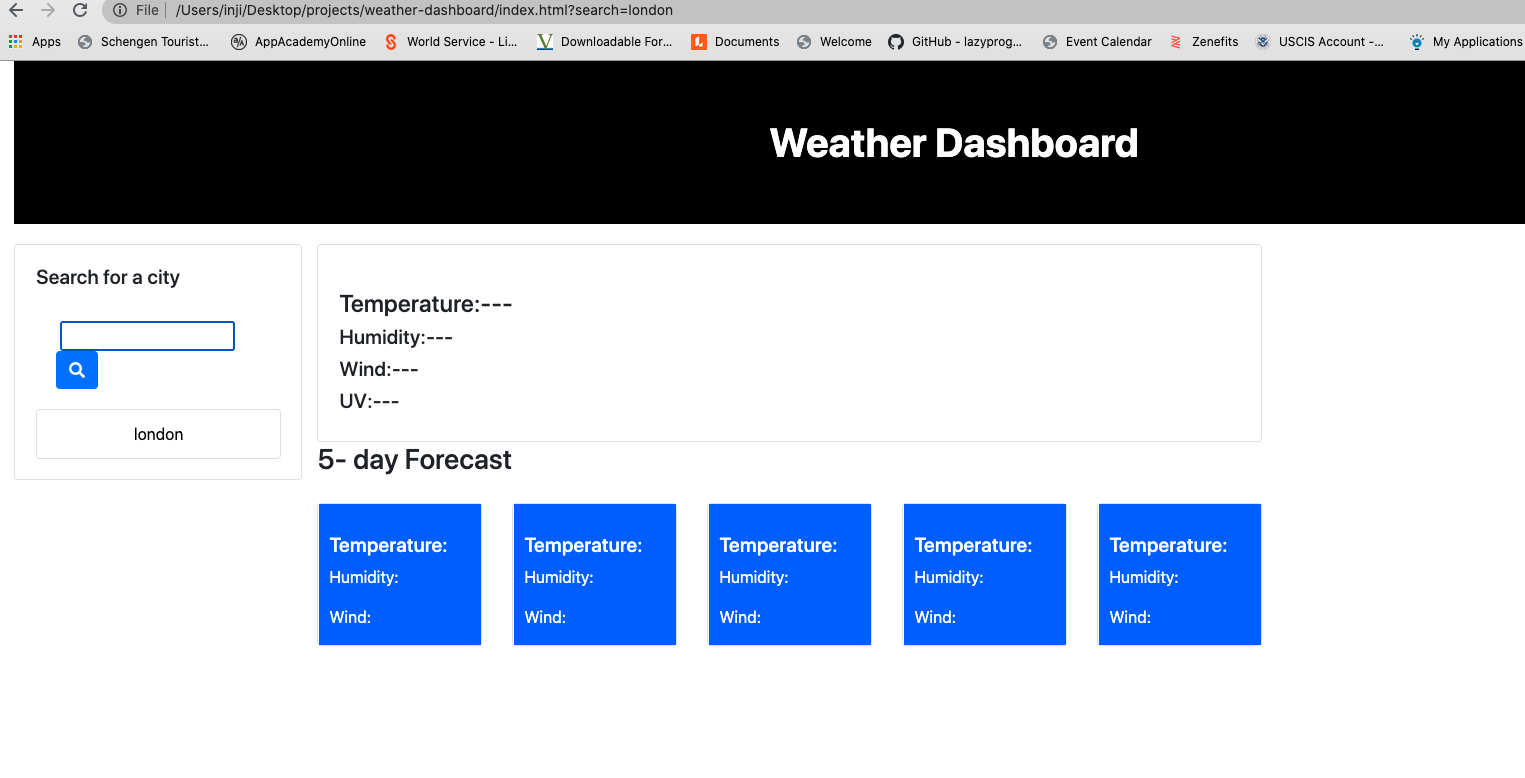 File | /Users/inji/Desktop/projects/weather-dashboard/index.html?search=london
Apps Schengen Tourist... AppAcademyOnline World Service - Li... Downloadable For... Documents Welcome GitHub - lazyprog... Event Calendar Zenefits USCIS Account -... My Applications
Weather Dashboard
Search for a city
london
Temperature:---
Humidity:---
Wind:---
UV:---
5- day Forecast
Temperature:
Humidity:
Wind:
Temperature:
Humidity:
Wind:
Temperature:
Humidity:
Wind:
Temperature:
Humidity:
Wind:
Temperature:
Humidity:
Wind: